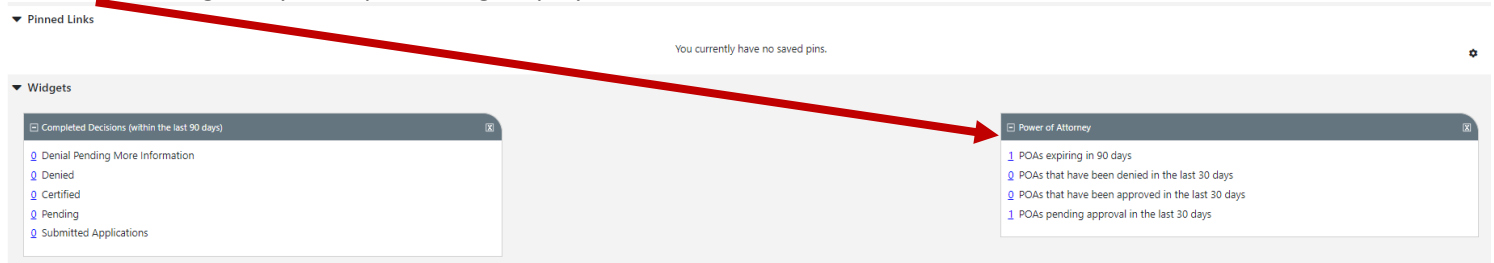 Pinned Links
You currently have no saved pins.
Widgets
Completed Decisions (within the last 90 days)
0 Denial Pending More Information
0 Denied
0 Certified
0 Pending
0 Submitted Applications
Power of Attorney
1 POAs expiring in 90 days
0 POAs that have been denied in the last 30 days
0 POAs that have been approved in the last 30 days
1 POAs pending approval in the last 30 days